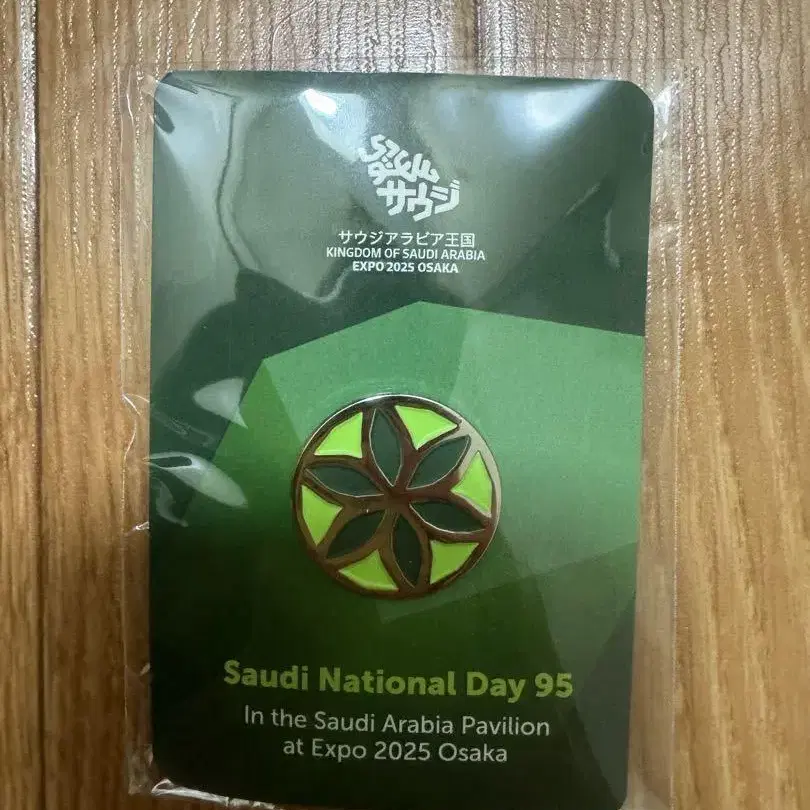 サウジ
サウジアラビア王国
KINGDOM OF SAUDI ARABIA
EXPO 2025 OSAKA
Saudi National Day 95
In the Saudi Arabia Pavilion
at Expo 2025 Osaka